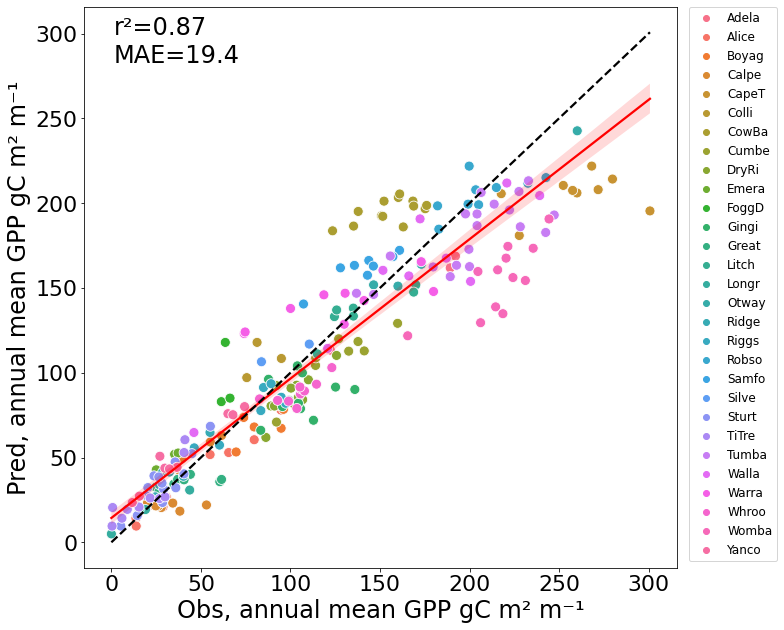 r²=0.87
MAE=19.4
Pred, annual mean GPP gC m² m⁻¹
300
250
200
150
100
50
0
0 50 100 150 200 250 300
Obs, annual mean GPP gC m² m⁻¹
Adela
Alice
Boyag
Calpe
CapeT
Colli
CowBa
Cumbe
DryRi
Emera
FoggD
Gingi
Great
Litch
Longr
Otway
Ridge
Riggs
Robso
Samfo
Silve
Sturt
TiTre
Tumba
Walla
Warra
Whroo
Womba
Yanco